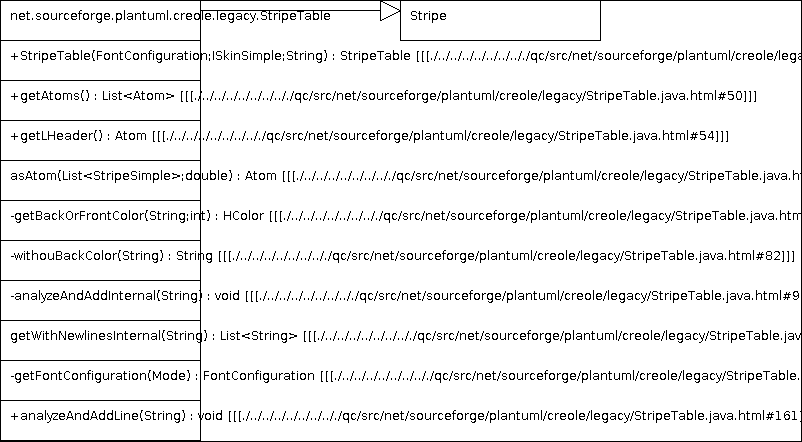 net.sourceforge.plantuml.creole.legacy.StripeTable
Stripe
+StripeTable(FontConfiguration;ISkinSimple;String) : StripeTable [[[./../../../../../../../../qc/src/net/sourceforge/plantuml/creole/lega
+getAtoms() : List<Atom> [[[./../../../../../../../../qc/src/net/sourceforge/plantuml/creole/legacy/StripeTable.java.html#50]]]
+getLHeader() : Atom [[[./../../../../../../../../qc/src/net/sourceforge/plantuml/creole/legacy/StripeTable.java.html#54]]]
asAtom(List<StripeSimple>;double) : Atom [[[./../../../../../../../../qc/src/net/sourceforge/plantuml/creole/legacy/StripeTable.java.h
-getBackOrFrontColor(String;int) : HColor [[[./../../../../../../../../qc/src/net/sourceforge/plantuml/creole/legacy/StripeTable.java.htm
-withouBackColor(String) : String [[[./../../../../../../../../qc/src/net/sourceforge/plantuml/creole/legacy/StripeTable.java.html#82]]]
-analyzeAndAddInternal(String) : void [[[./../../../../../../../../qc/src/net/sourceforge/plantuml/creole/legacy/StripeTable.java.html#9
getWithNewlinesInternal(String) : List<String> [[[./../../../../../../../../qc/src/net/sourceforge/plantuml/creole/legacy/StripeTable.jav
-getFontConfiguration(Mode) : FontConfiguration [[[./../../../../../../../../qc/src/net/sourceforge/plantuml/creole/legacy/StripeTable.
+analyzeAndAddLine(String) : void [[[./../../../../../../../../qc/src/net/sourceforge/plantuml/creole/legacy/StripeTable.java.html#161]